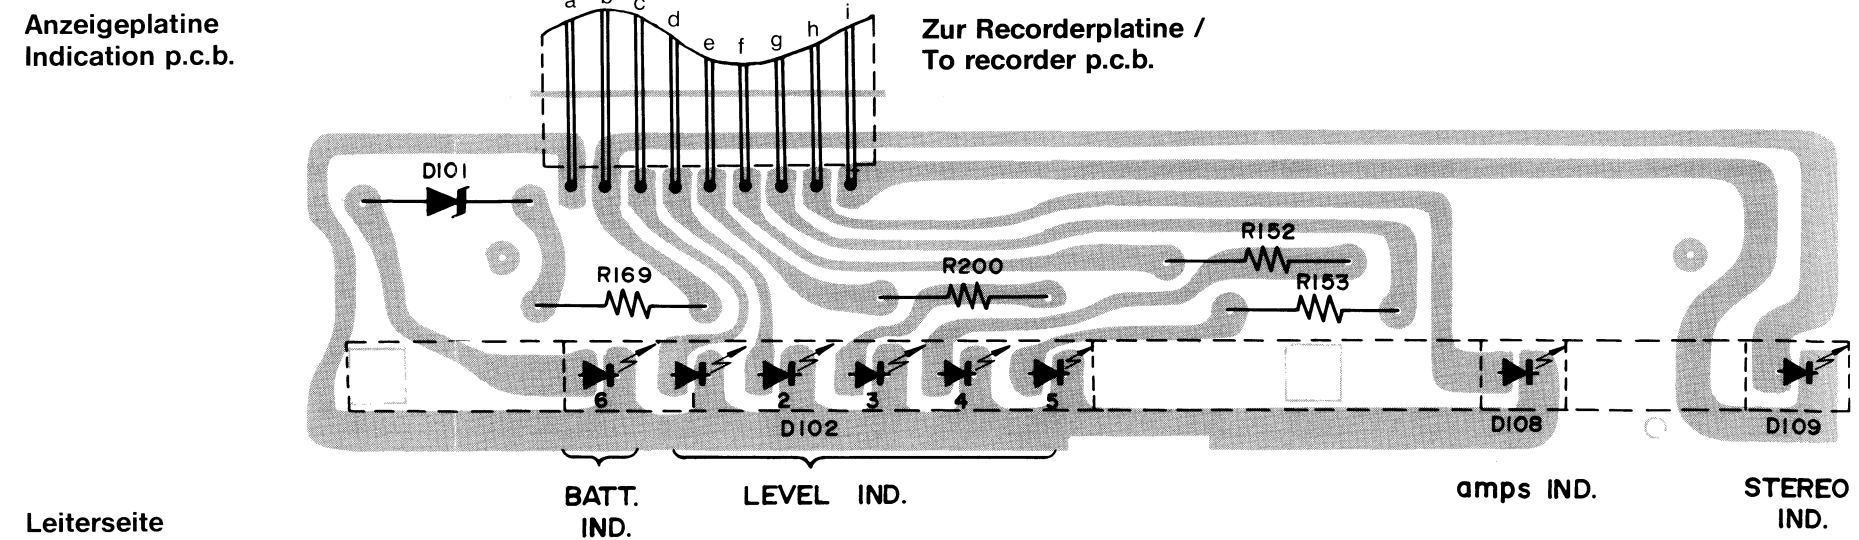 Anzeigeplatine
Indication p.c.b.
a b c d e f g h i
Zur Recorderplatine /
To recorder p.c.b.
D101
R169
R200
R152
R153
6 2 3 4 5
D102
D108
D109
BATT.
IND.
LEVEL IND.
amps IND.
STEREO
IND.
Leiterseite